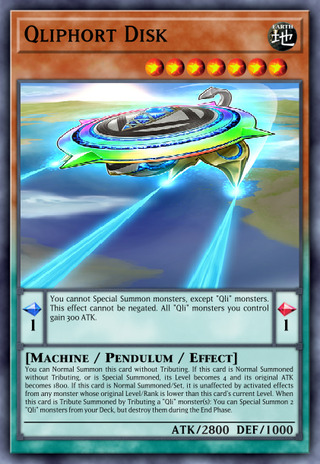 Qliphort Disk
EARTH
地
You cannot Special Summon monsters, except "Qli" monsters.
This effect cannot be negated. All "Qli" monsters you control
gain 300 ATK.
1
1
[Machine / Pendulum / Effect]
You can Normal Summon this card without Tributing. If this card is Normal Summoned
without Tributing, or is Special Summoned, its Level becomes 4 and its original ATK
becomes 1800. If this card is Normal Summoned/Set, it is unaffected by activated effects
from any monster whose original Level/Rank is lower than this card's current Level. When
this card is Tribute Summoned by Tributing a "Qli" monster(s): You can Special Summon 2
"Qli" monsters from your Deck, but destroy them during the End Phase.
ATK/2800 DEF/1000